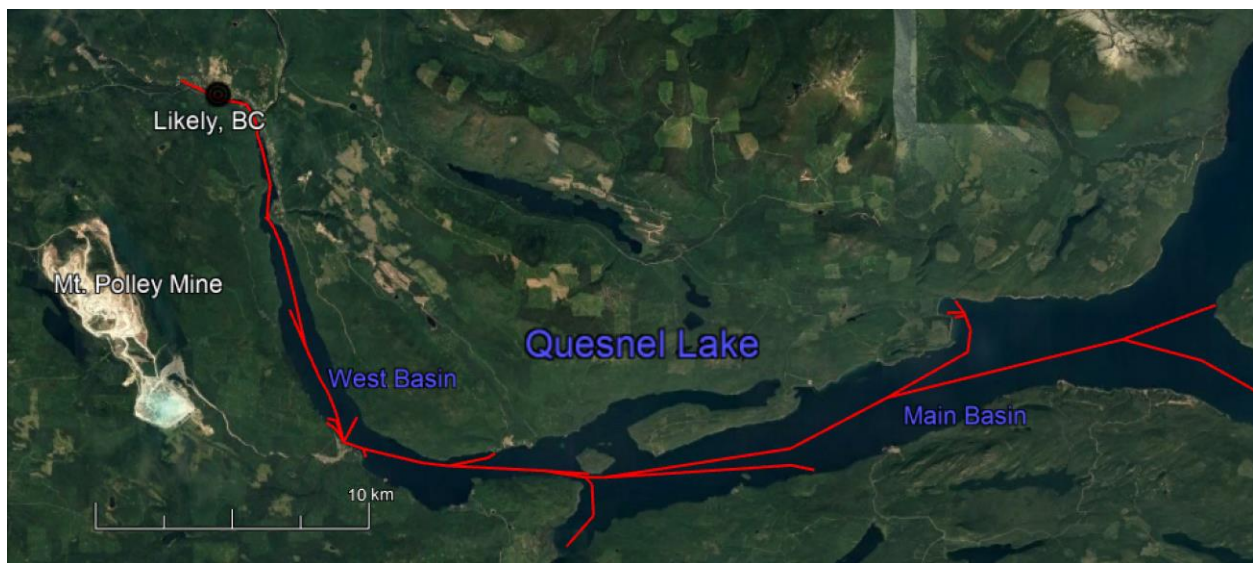 Likely, BC
Mt. Polley Mine
Quesnel Lake
West Basin
Main Basin
10 km